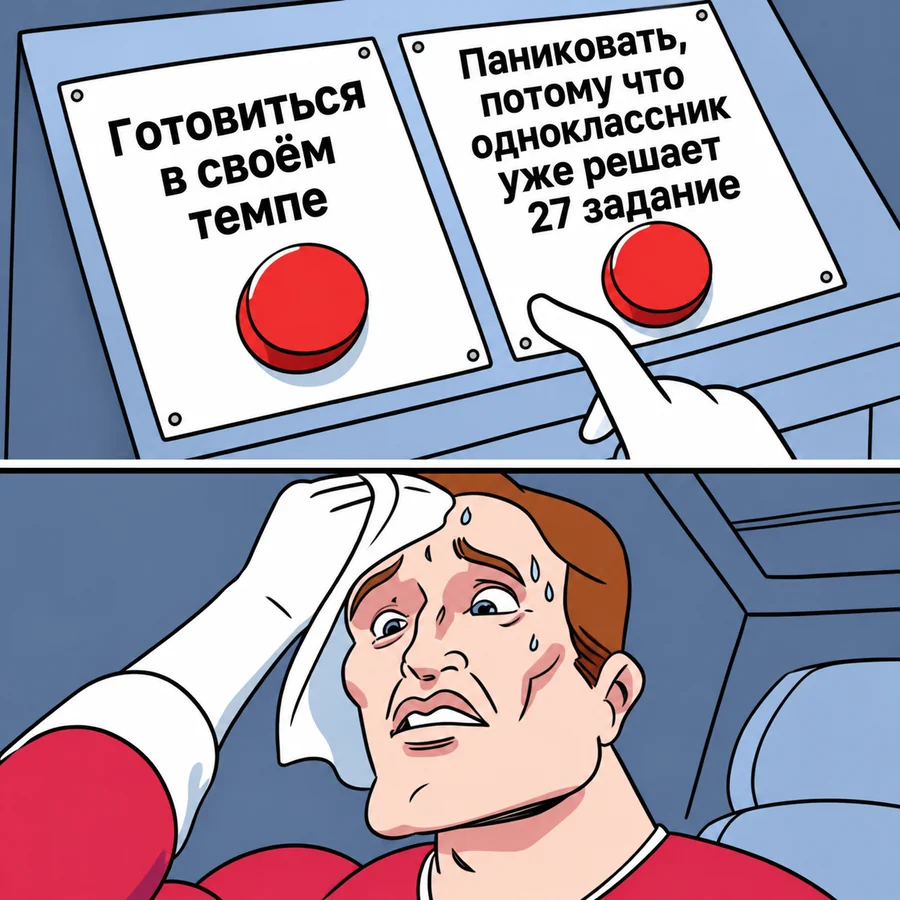 Готовиться
в своём
темпе
Паниковать,
потому что
одноклассник
уже решает
27 задание